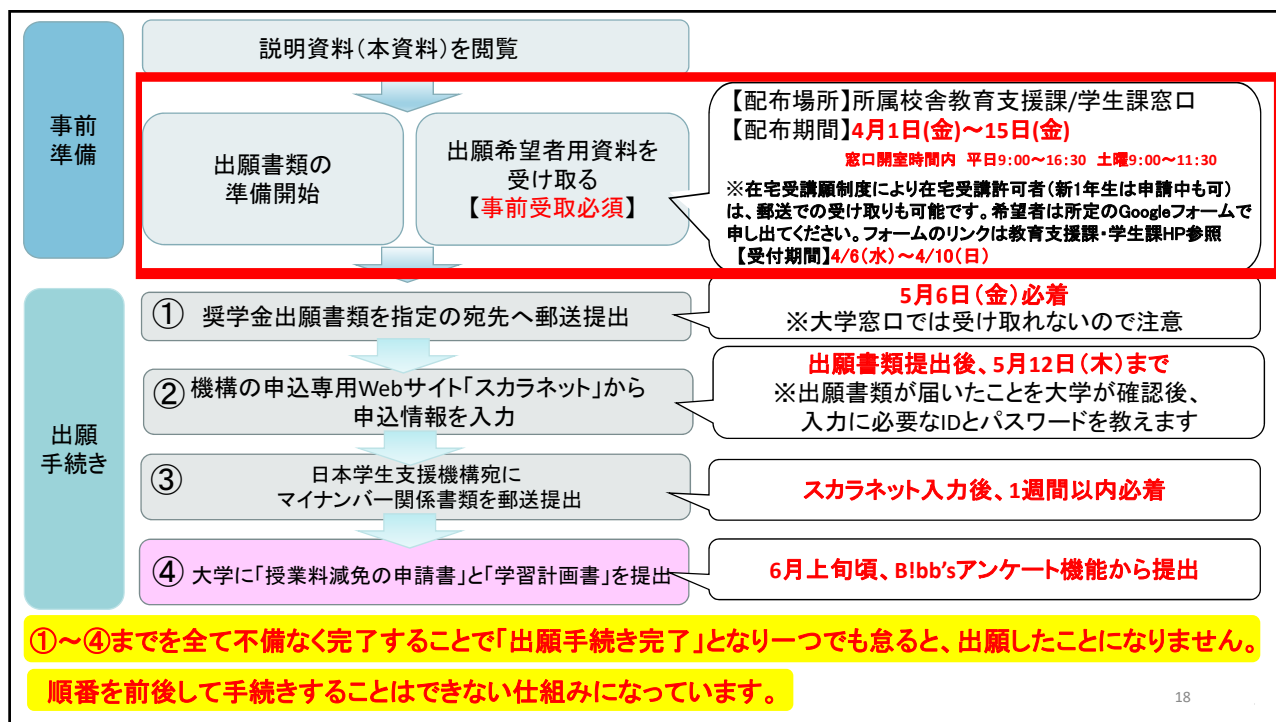 事前
準備
説明資料(本資料)を閲覧
出願書類の
準備開始
出願希望者用資料を
受け取る
【事前受取必須】
【配布場所】所属校舎教育支援課/学生課窓口
【配布期間】4月1日(金)～15日(金)
窓口開室時間内 平日9:00～16:30 土曜9:00～11:30
※在宅受講願制度により在宅受講許可者(新1年生は申請中も可)
は、郵送での受け取りも可能です。希望者は所定のGoogleフォームで
申し出てください。フォームのリンクは教育支援課・学生課HP参照
【受付期間】4/6(水)～4/10(日)
出願
手続き
① 奨学金出願書類を指定の宛先へ郵送提出
5月6日(金)必着
※大学窓口では受け取れないので注意
② 機構の申込専用Webサイト「スカラネット」から
申込情報を入力
出願書類提出後、5月12日(木)まで
※出願書類が届いたことを大学が確認後、
入力に必要なIDとパスワードを教えます
③ 日本学生支援機構宛に
マイナンバー関係書類を郵送提出
スカラネット入力後、1週間以内必着
④ 大学に「授業料減免の申請書」と「学習計画書」を提出
6月上旬頃、B!bb'sアンケート機能から提出
①～④までを全て不備なく完了することで「出願手続き完了」となり一つでも怠ると、出願したことになりません。
順番を前後して手続きすることはできない仕組みになっています。
18